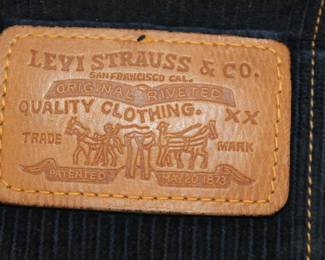 LEVI STRAUSS & CO.
SAN FRANCISCO CAL.
ORIGINAL RIVETED
QUALITY CLOTHING.
XX
TRADE MARK
PATENTED MAY 20 1873